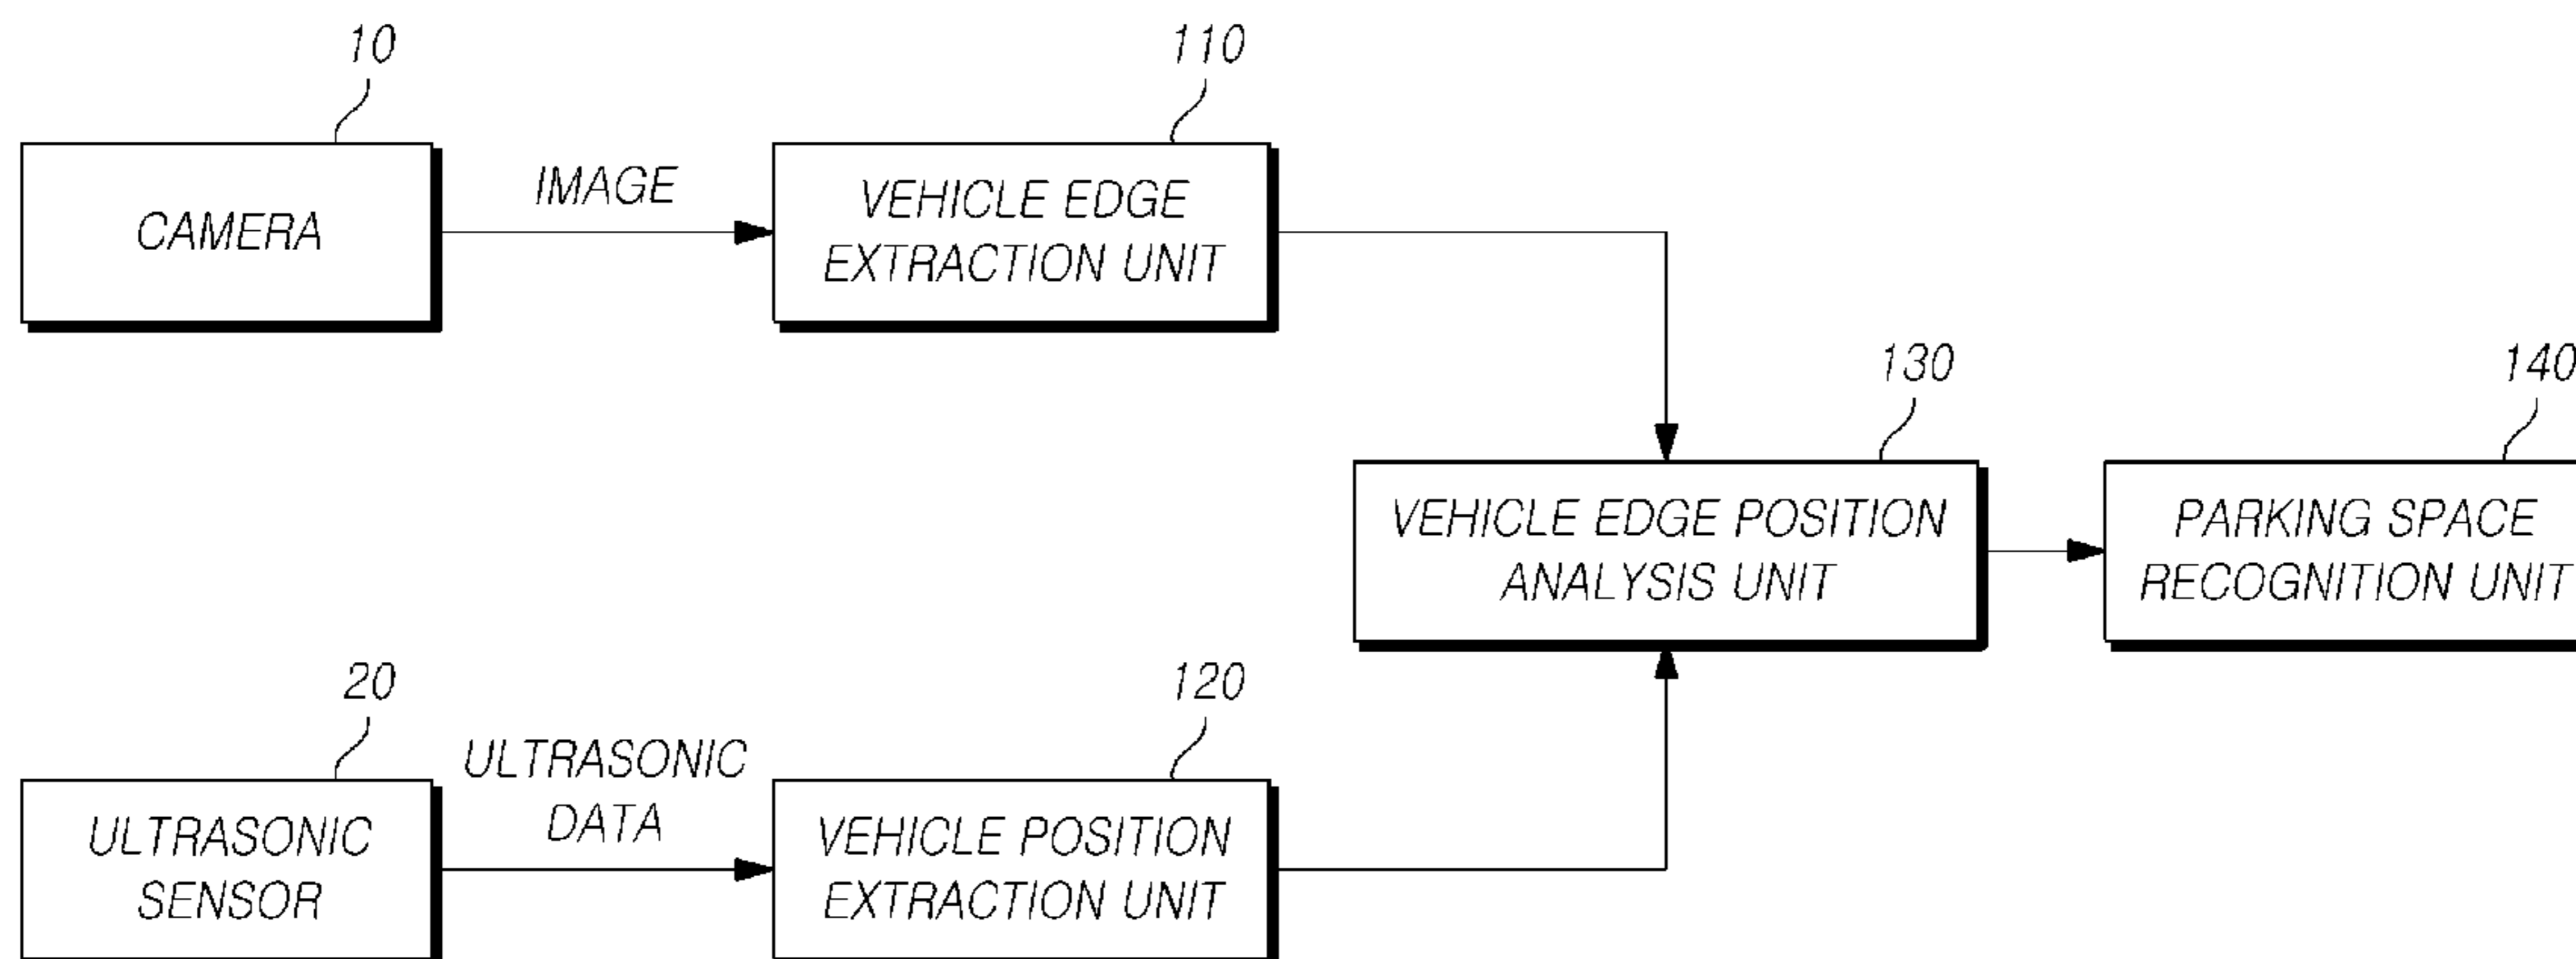 10
110
CAMERA
IMAGE
VEHICLE EDGE
EXTRACTION UNIT
130
140
VEHICLE EDGE POSITION
ANALYSIS UNIT
PARKING SPACE
RECOGNITION UNIT
20
120
ULTRASONIC
SENSOR
ULTRASONIC
DATA
VEHICLE POSITION
EXTRACTION UNIT